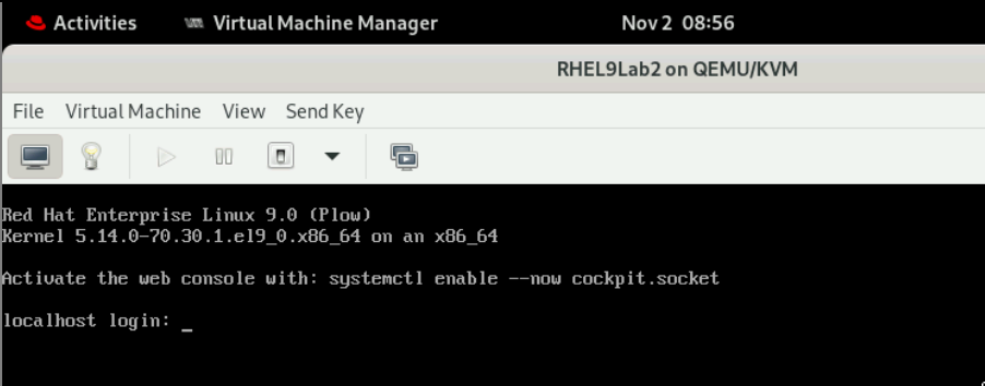 Activities Virtual Machine Manager Nov 2 08:56
RHEL9Lab2 on QEMU/KVM
File Virtual Machine View Send Key
Red Hat Enterprise Linux 9.0 (Plow)
Kernel 5.14.0-70.30.1.el9_0.x86_64 on an x86_64
Activate the web console with: systemctl enable --now cockpit.socket
localhost login: _